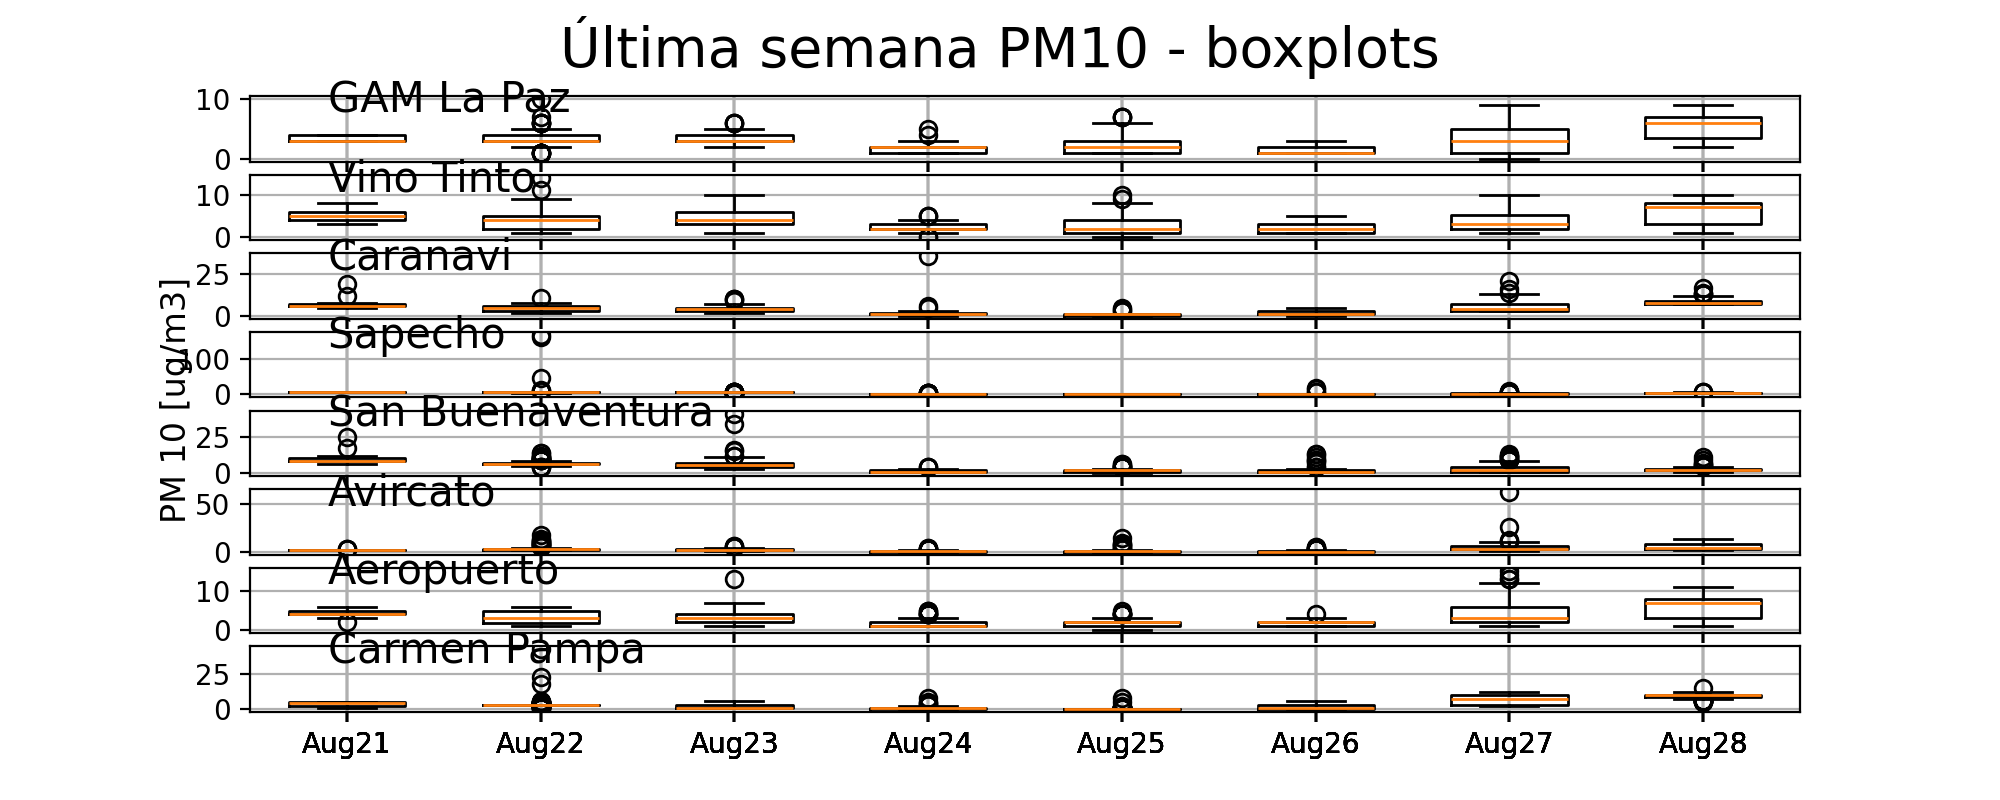 Última semana PM10 - boxplots
GAM La Paz
10
0
Vino Tinto
10
0
Caranavi
25
0
Sapecho
100
0
San Buenaventura
25
0
Avircato
50
0
Aeropuerto
10
0
Carmen Pampa
25
0
PM 10 [ug/m3]
Aug21 Aug22 Aug23 Aug24 Aug25 Aug26 Aug27 Aug28